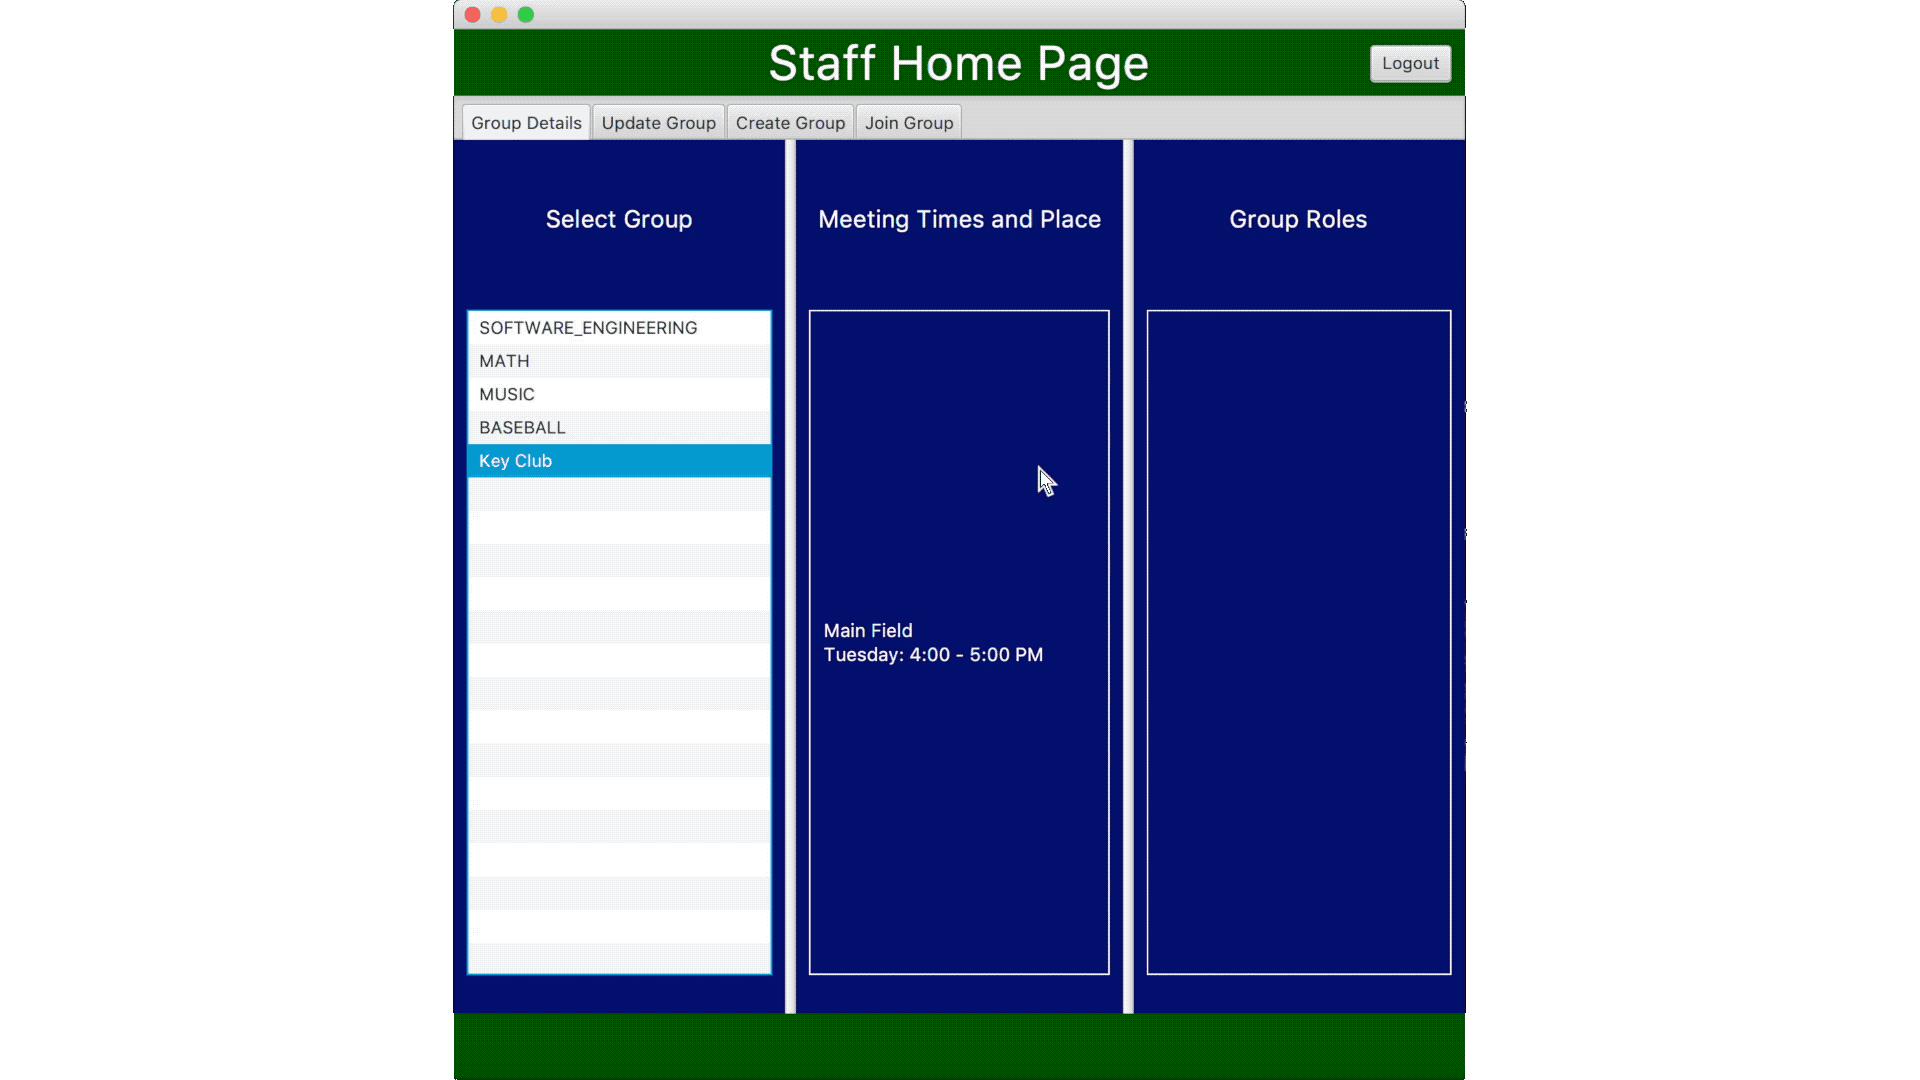 Staff Home Page
Logout
Group Details
Update Group
Create Group
Join Group
Select Group
Meeting Times and Place
Group Roles
SOFTWARE_ENGINEERING
MATH
MUSIC
BASEBALL
Key Club
Main Field
Tuesday: 4:00 - 5:00 PM